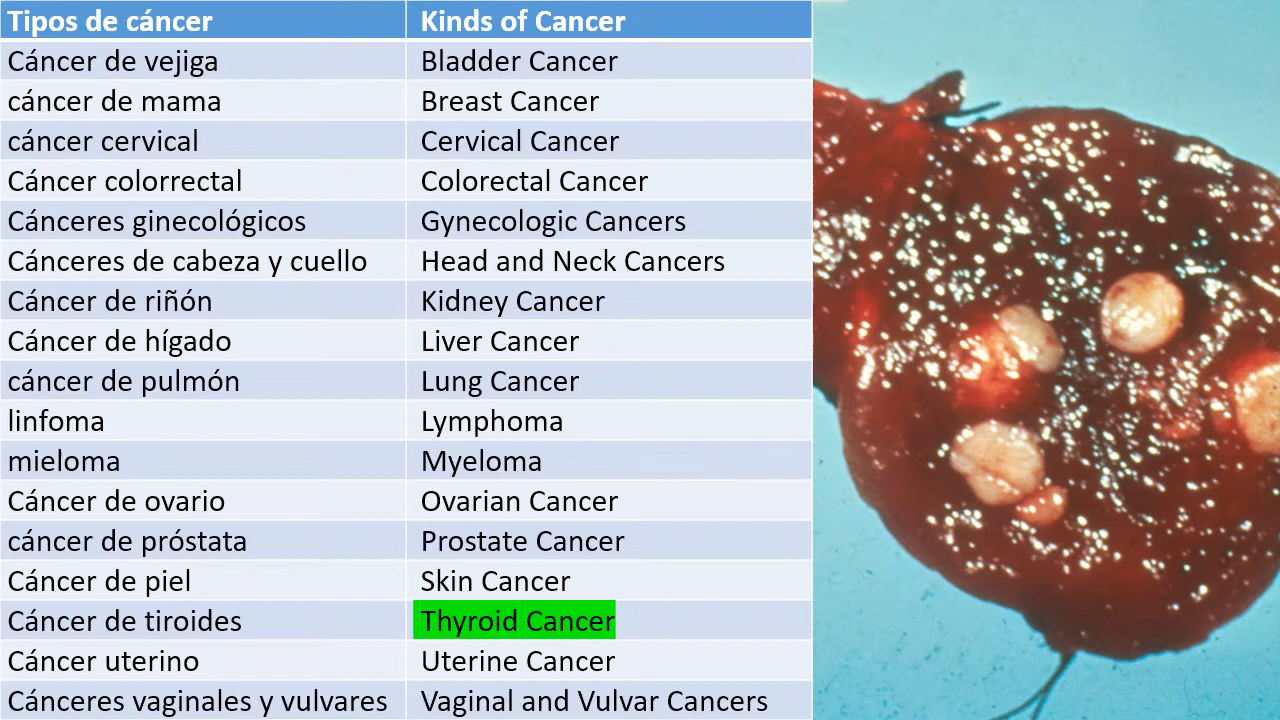 Tipos de cáncer Kinds of Cancer
Cáncer de vejiga Bladder Cancer
cáncer de mama Breast Cancer
cáncer cervical Cervical Cancer
Cáncer colorrectal Colorectal Cancer
Cánceres ginecológicos Gynecologic Cancers
Cánceres de cabeza y cuello Head and Neck Cancers
Cáncer de riñón Kidney Cancer
Cáncer de hígado Liver Cancer
cáncer de pulmón Lung Cancer
linfoma Lymphoma
mieloma Myeloma
Cáncer de ovario Ovarian Cancer
cáncer de próstata Prostate Cancer
Cáncer de piel Skin Cancer
Cáncer de tiroides Thyroid Cancer
Cáncer uterino Uterine Cancer
Cánceres vaginales y vulvares Vaginal and Vulvar Cancers